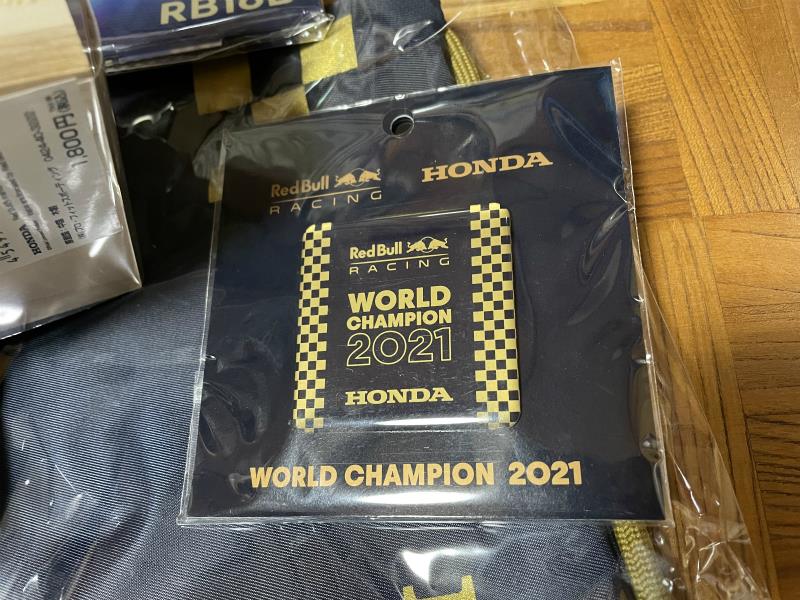 RB16B
1,800円
HONDA
Red Bull
RACING
HONDA
Red Bull
RACING
WORLD
CHAMPION
2021
HONDA
WORLD CHAMPION 2021